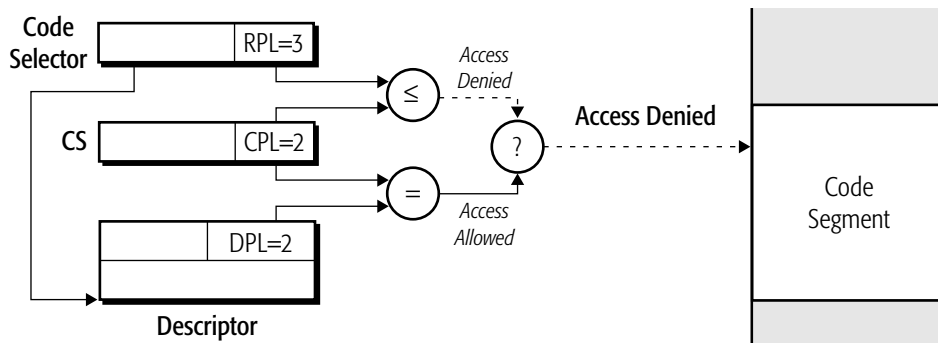 Code
Selector
RPL=3
≤
Access
Denied
CS
CPL=2
?
Access Denied
=
Access
Allowed
DPL=2
Code
Segment
Descriptor